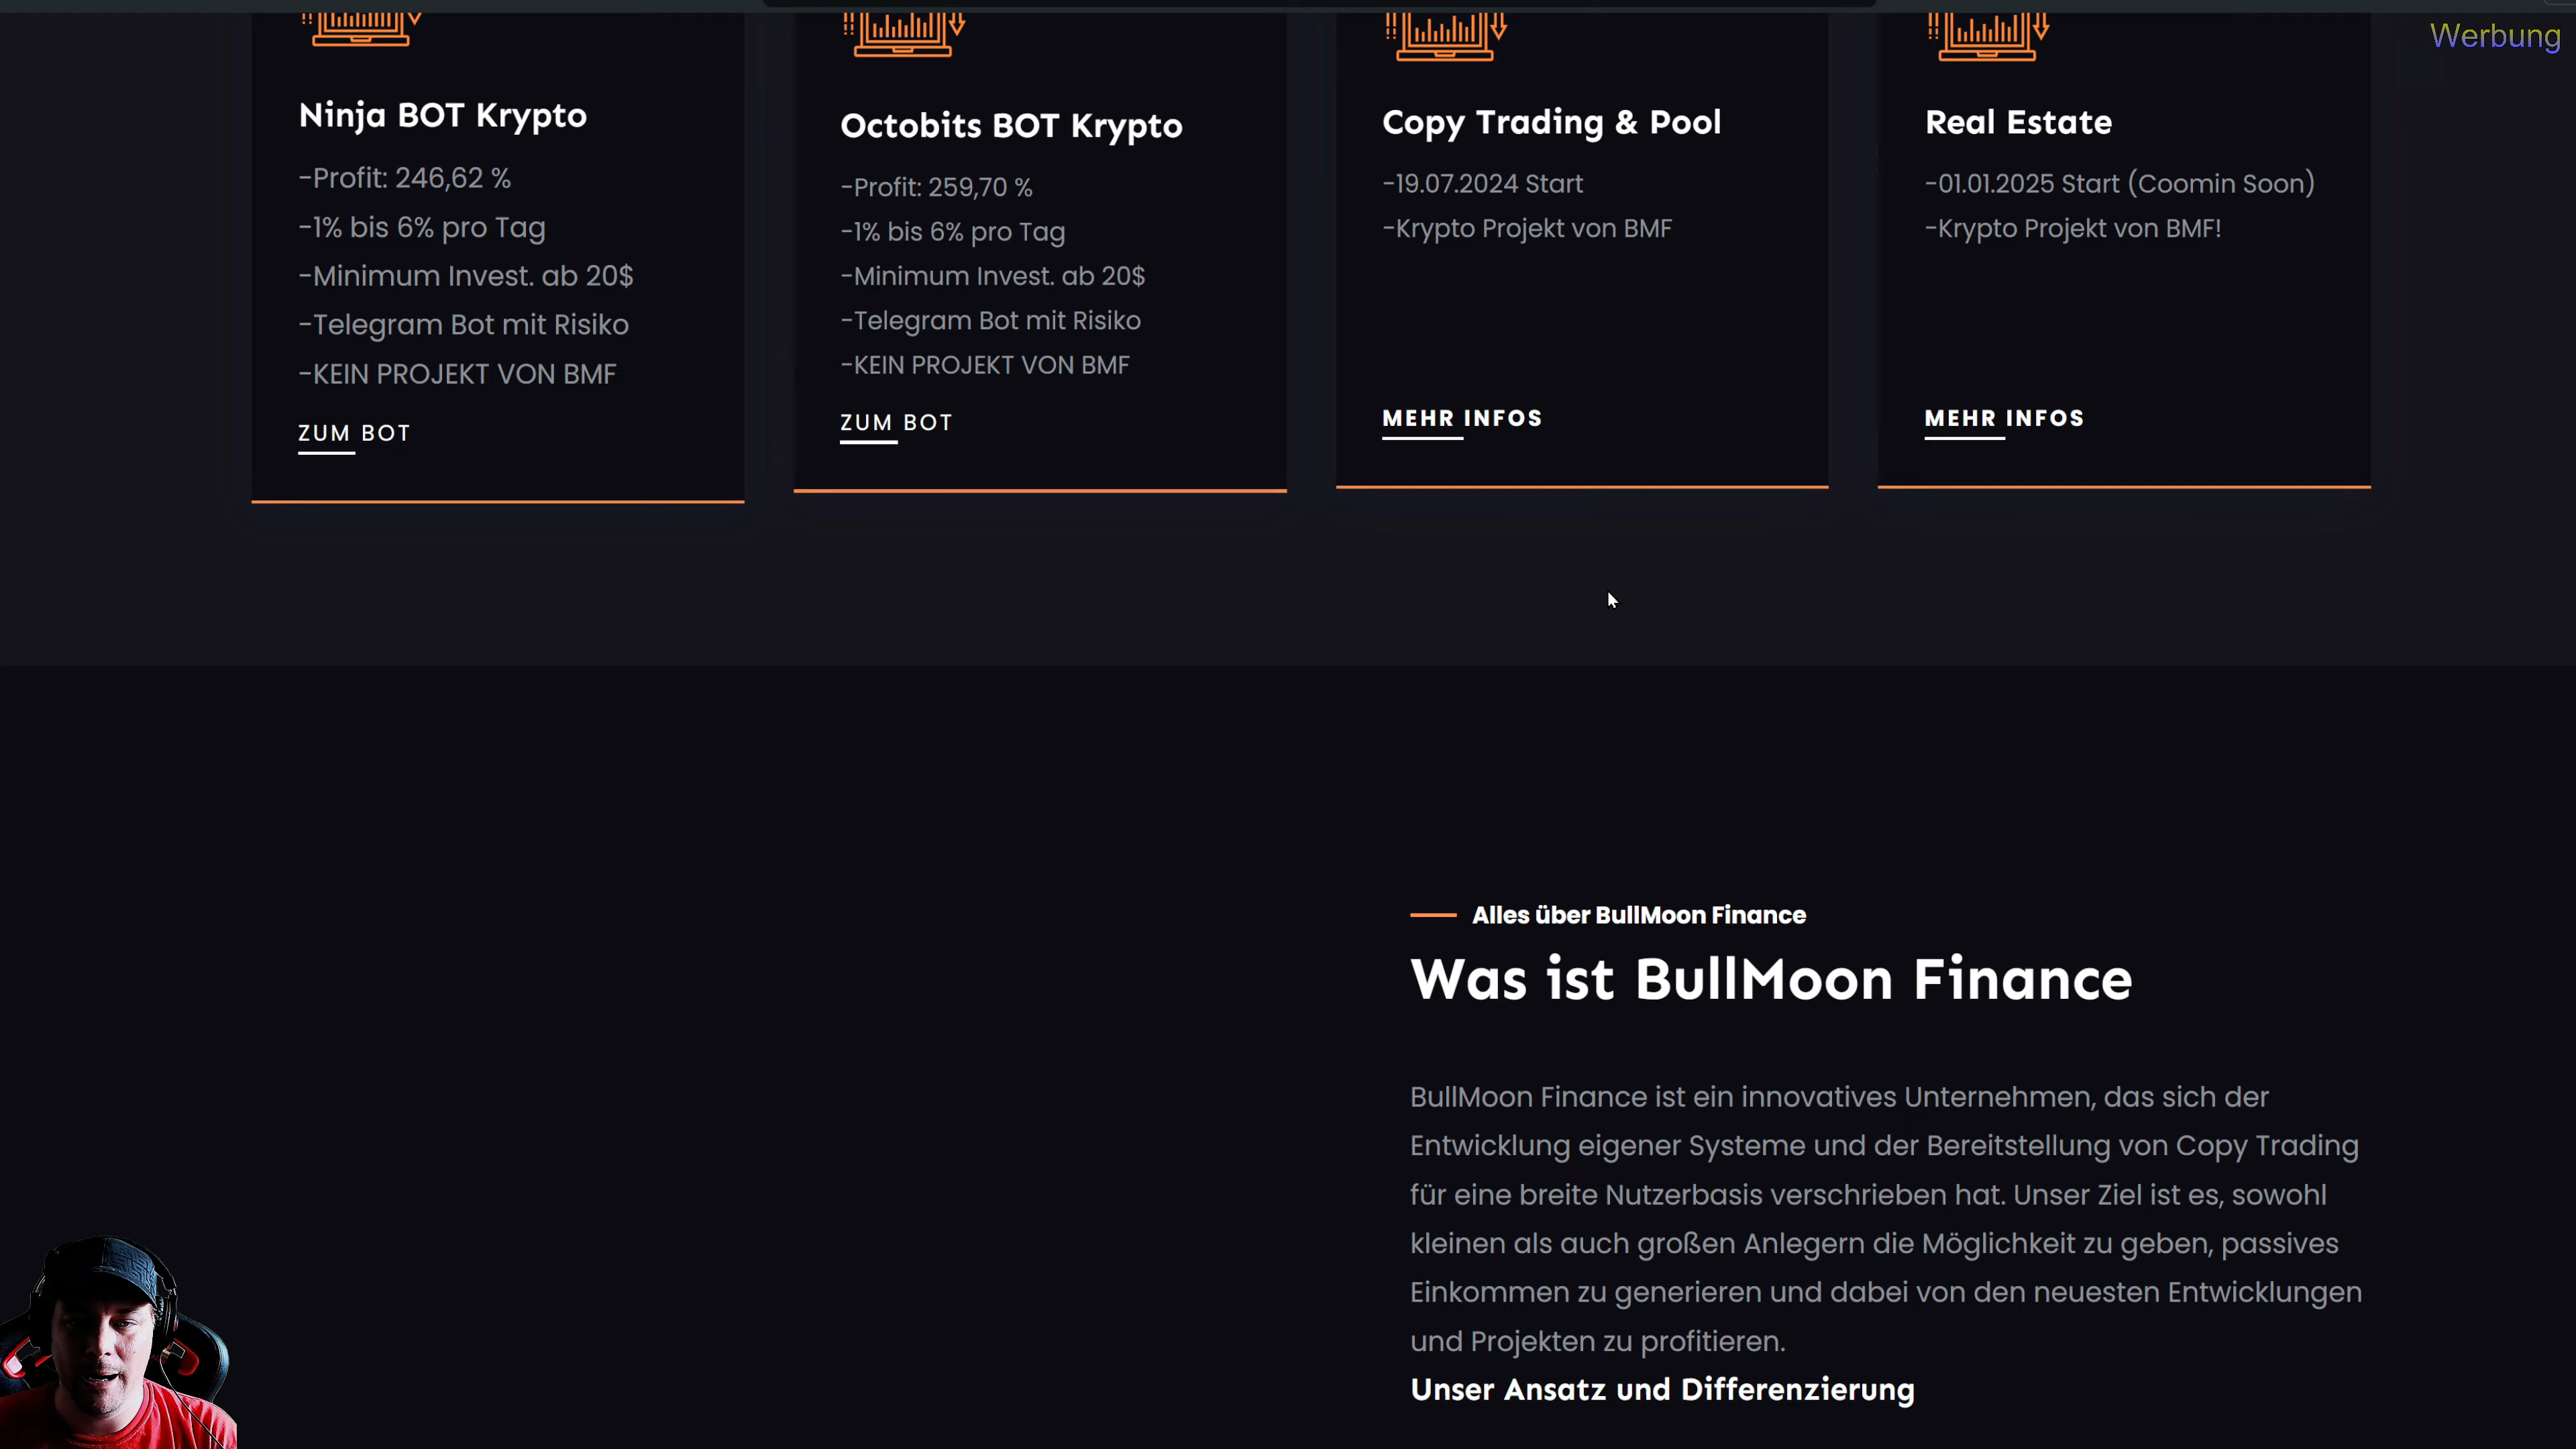 Werbung
Ninja BOT Krypto
-Profit: 246,62 %
-1% bis 6% pro Tag
-Minimum Invest. ab 20$
-Telegram Bot mit Risiko
-KEIN PROJEKT VON BMF
ZUM BOT
Octobits BOT Krypto
-Profit: 259,70 %
-1% bis 6% pro Tag
-Minimum Invest. ab 20$
-Telegram Bot mit Risiko
-KEIN PROJEKT VON BMF
ZUM BOT
Copy Trading & Pool
-19.07.2024 Start
-Krypto Projekt von BMF
MEHR INFOS
Real Estate
-01.01.2025 Start (Coomin Soon)
-Krypto Projekt von BMF!
MEHR INFOS
Alles über BullMoon Finance
Was ist BullMoon Finance
BullMoon Finance ist ein innovatives Unternehmen, das sich der
Entwicklung eigener Systeme und der Bereitstellung von Copy Trading
für eine breite Nutzerbasis verschrieben hat. Unser Ziel ist es, sowohl
kleinen als auch großen Anlegern die Möglichkeit zu geben, passives
Einkommen zu generieren und dabei von den neuesten Entwicklungen
und Projekten zu profitieren.
Unser Ansatz und Differenzierung